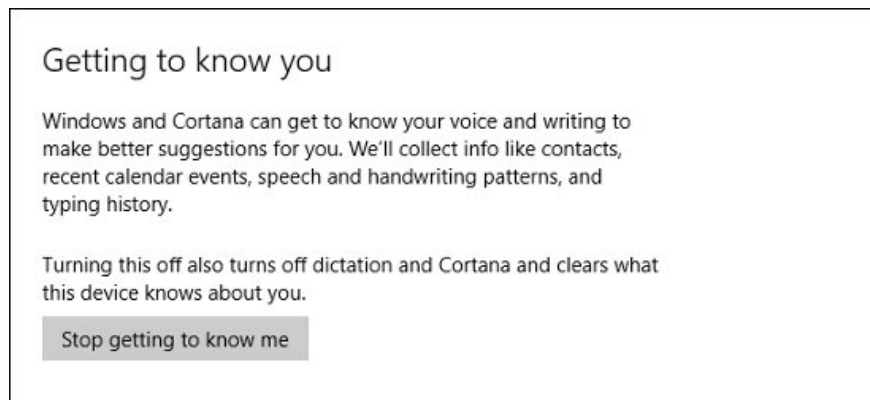 Getting to know you
Windows and Cortana can get to know your voice and writing to
make better suggestions for you. We'll collect info like contacts,
recent calendar events, speech and handwriting patterns, and
typing history.
Turning this off also turns off dictation and Cortana and clears what
this device knows about you.
Stop getting to know me